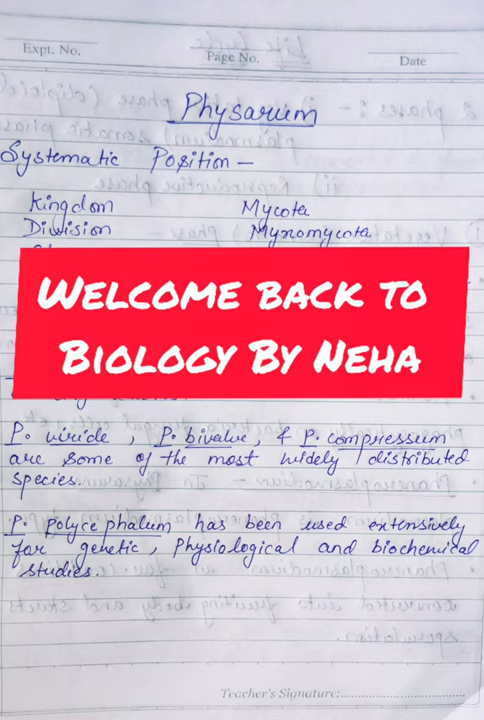 Expt. No.
Page No.
Date
Physarum
Systematic Position —
Kingdom Mycota
Division Myxomycota
WELCOME BACK TO
BIOLOGY BY NEHA
P. viride, P. bivalve, & P. compressum
are some of the most widely distributed
species.
P. polycephalum has been used extensively
for genetic, physiological and biochemical
studies.
Teacher's Signature: